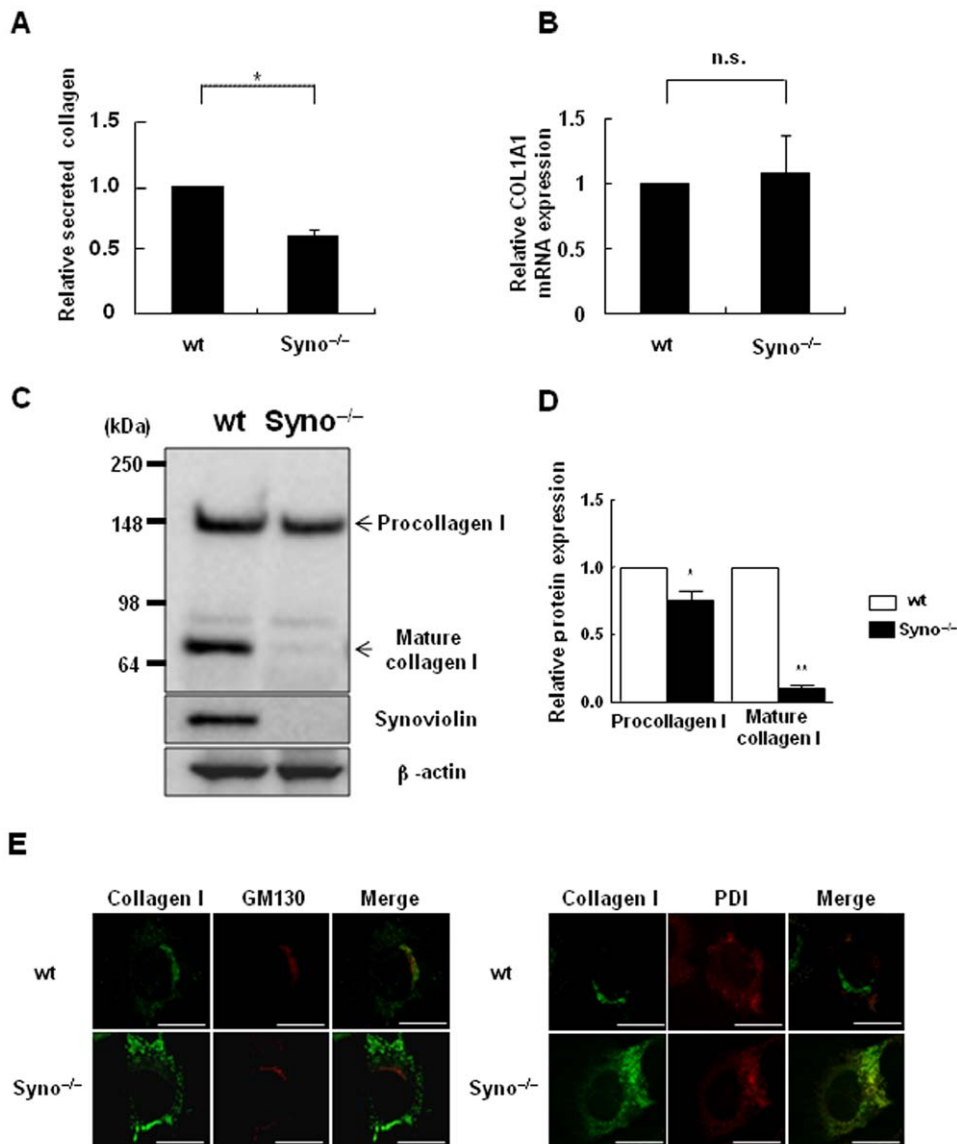 A
*
Relative secreted collagen
1.5
1.0
0.5
0
wt
Syno⁻/⁻
B
n.s.
Relative COL1A1
mRNA expression
1.5
1
0.5
0
wt
Syno⁻/⁻
C
(kDa)
wt Syno⁻/⁻
250
148
98
64
Procollagen I
Mature
collagen I
Synoviolin
β -actin
D
Relative protein expression
1.5
1.0
0.5
0.0
*
**
Procollagen I
Mature
collagen I
wt
Syno⁻/⁻
E
Collagen I GM130 Merge
wt
Syno⁻/⁻
Collagen I PDI Merge
wt
Syno⁻/⁻